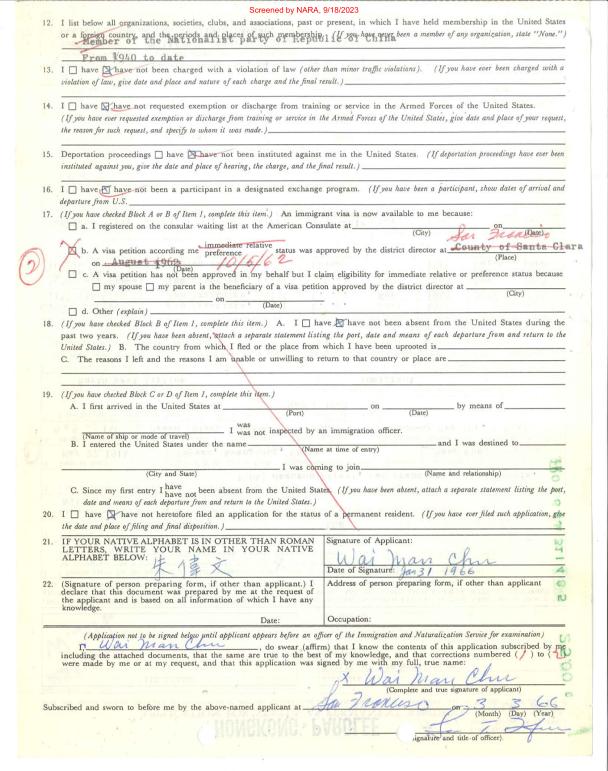 Screened by NARA, 9/18/2023
12. I list below all organizations, societies, clubs, and associations, past or present, in which I have held membership in the United States
or a foreign country, and the periods and places of such membership. (If you have never been a member of any organization, state "None.")
Member of the Nationalist party of Republic of China
From 1940 to date
13. I ☐ have ☒ have not been charged with a violation of law (other than minor traffic violations). (If you have ever been charged with a
violation of law, give date and place and nature of each charge and the final result.)
14. I ☐ have ☒ have not requested exemption or discharge from training or service in the Armed Forces of the United States.
(If you have ever requested exemption or discharge from training or service in the Armed Forces of the United States, give date and place of your request,
the reason for such request, and specify to whom it was made.)
15. Deportation proceedings ☐ have ☒ have not been instituted against me in the United States. (If deportation proceedings have ever been
instituted against you, give the date and place of hearing, the charge, and the final result.)
16. I ☐ have ☒ have not been a participant in a designated exchange program. (If you have been a participant, show dates of arrival and
departure from U.S.
17. (If you have checked Block A or B of Item 1, complete this item.) An immigrant visa is now available to me because:
☐ a. I registered on the consular waiting list at the American Consulate at on
(City) (Date)
San Francisco
☒ b. A visa petition according me immediate relative preference status was approved by the district director at County of Santa Clara
on August 1962 10/5/62
(Date) (Place)
2
☐ c. A visa petition has not been approved in my behalf but I claim eligibility for immediate relative or preference status because
☐ my spouse ☐ my parent is the beneficiary of a visa petition approved by the district director at
(City)
on
(Date)
☐ d. Other (explain)
18. (If you have checked Block B of Item 1, complete this item.) A. I ☐ have ☒ have not been absent from the United States during the
past two years. (If you have been absent, attach a separate statement listing the port, date and means of each departure from and return to the
United States.) B. The country from which I fled or the place from which I have been uprooted is
C. The reasons I left and the reasons I am unable or unwilling to return to that country or place are
19. (If you have checked Block C or D of Item 1, complete this item.)
A. I first arrived in the United States at on by means of
(Port) (Date)
I was was not inspected by an immigration officer.
(Name of ship or mode of travel)
B. I entered the United States under the name and I was destined to
(Name at time of entry)
I was coming to join
(City and State) (Name and relationship)
C. Since my first entry I have have not been absent from the United States. (If you have been absent, attach a separate statement listing the port,
date and means of each departure from and return to the United States.)
20. I ☐ have ☒ have not heretofore filed an application for the status of a permanent resident. (If you have ever filed such application, give
the date and place of filing and final disposition.)
21. IF YOUR NATIVE ALPHABET IS IN OTHER THAN ROMAN
LETTERS, WRITE YOUR NAME IN YOUR NATIVE
ALPHABET BELOW:
朱偉文
Signature of Applicant:
Wai Man Chu
Date of Signature: Jan 31 1966
22. (Signature of person preparing form, if other than applicant.) I
declare that this document was prepared by me at the request of
the applicant and is based on all information of which I have any
knowledge.
Date:
Address of person preparing form, if other than applicant
Occupation:
(Application not to be signed below until applicant appears before an officer of the Immigration and Naturalization Service for examination)
I, Wai Man Chu, do swear (affirm) that I know the contents of this application subscribed by me
including the attached documents, that the same are true to the best of my knowledge, and that corrections numbered (1) to ( )
were made by me or at my request, and that this application was signed by me with my full, true name:
X Wai Man Chu
(Complete and true signature of applicant)
Subscribed and sworn to before me by the above-named applicant at San Francisco on 3 3 66
(Month) (Day) (Year)
(signature and title of officer)